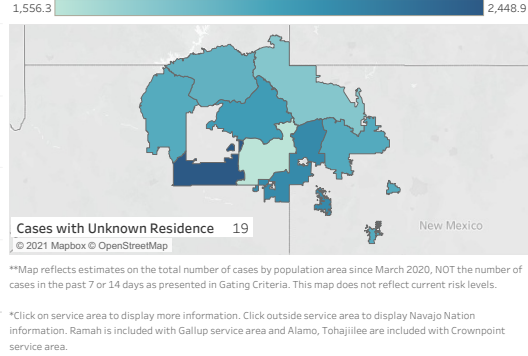 1,556.3 2,448.9
New Mexico
Cases with Unknown Residence 19
© 2021 Mapbox © OpenStreetMap
**Map reflects estimates on the total number of cases by population area since March 2020, NOT the number of
cases in the past 7 or 14 days as presented in Gating Criteria. This map does not reflect current risk levels.
*Click on service area to display more information. Click outside service area to display Navajo Nation
information. Ramah is included with Gallup service area and Alamo, Tohajiilee are included with Crownpoint
service area.